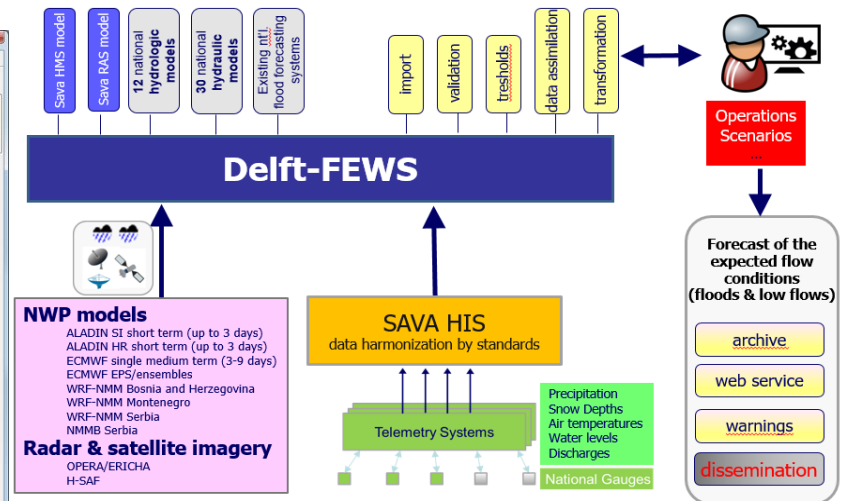 Sava HMS model
Sava RAS model
12 national
hydrologic
models
30 national
hydraulic
models
Existing nt'l.
flood forecasting
systems
import
validation
tresholds
data assimilation
transformation
Delft-FEWS
Operations
Scenarios
...
NWP models
ALADIN SI short term (up to 3 days)
ALADIN HR short term (up to 3 days)
ECMWF single medium term (3-9 days)
ECMWF EPS/ensembles
WRF-NMM Bosnia and Herzegovina
WRF-NMM Montenegro
WRF-NMM Serbia
NMMB Serbia
Radar & satellite imagery
OPERA/ERICHA
H-SAF
SAVA HIS
data harmonization by standards
Telemetry Systems
Precipitation
Snow Depths
Air temperatures
Water levels
Discharges
National Gauges
Forecast of the
expected flow
conditions
(floods & low flows)
archive
web service
warnings
dissemination